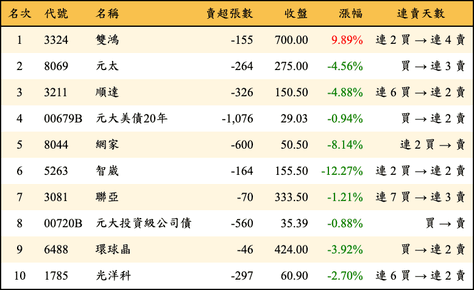 名次 代號 名稱 賣超張數 收盤 漲幅 連賣天數
1 3324 雙鴻 -155 700.00 9.89% 連 2 買 → 連 4 賣
2 8069 元太 -264 275.00 -4.56% 買 → 連 3 賣
3 3211 順達 -326 150.50 -4.88% 連 6 買 → 連 2 賣
4 00679B 元大美債20年 -1,076 29.03 -0.94% 買 → 連 2 賣
5 8044 網家 -600 50.50 -8.14% 連 2 買 → 賣
6 5263 智崴 -164 155.50 -12.27% 連 2 買 → 連 2 賣
7 3081 聯亞 -70 333.50 -1.21% 連 7 買 → 連 3 賣
8 00720B 元大投資級公司債 -560 35.39 -0.88% 買 → 賣
9 6488 環球晶 -46 424.00 -3.92% 買 → 連 2 賣
10 1785 光洋科 -297 60.90 -2.70% 連 6 買 → 連 2 賣